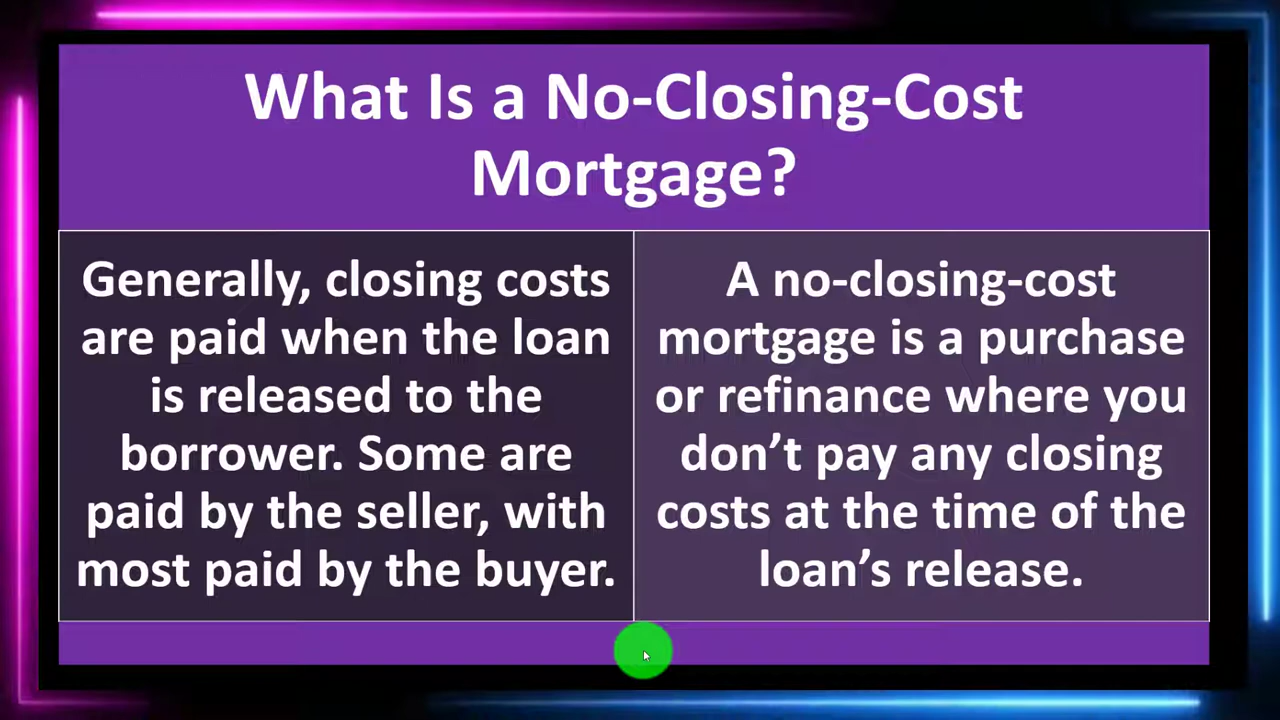 What Is a No-Closing-Cost
Mortgage?
Generally, closing costs
are paid when the loan
is released to the
borrower. Some are
paid by the seller, with
most paid by the buyer.
A no-closing-cost
mortgage is a purchase
or refinance where you
don’t pay any closing
costs at the time of the
loan’s release.